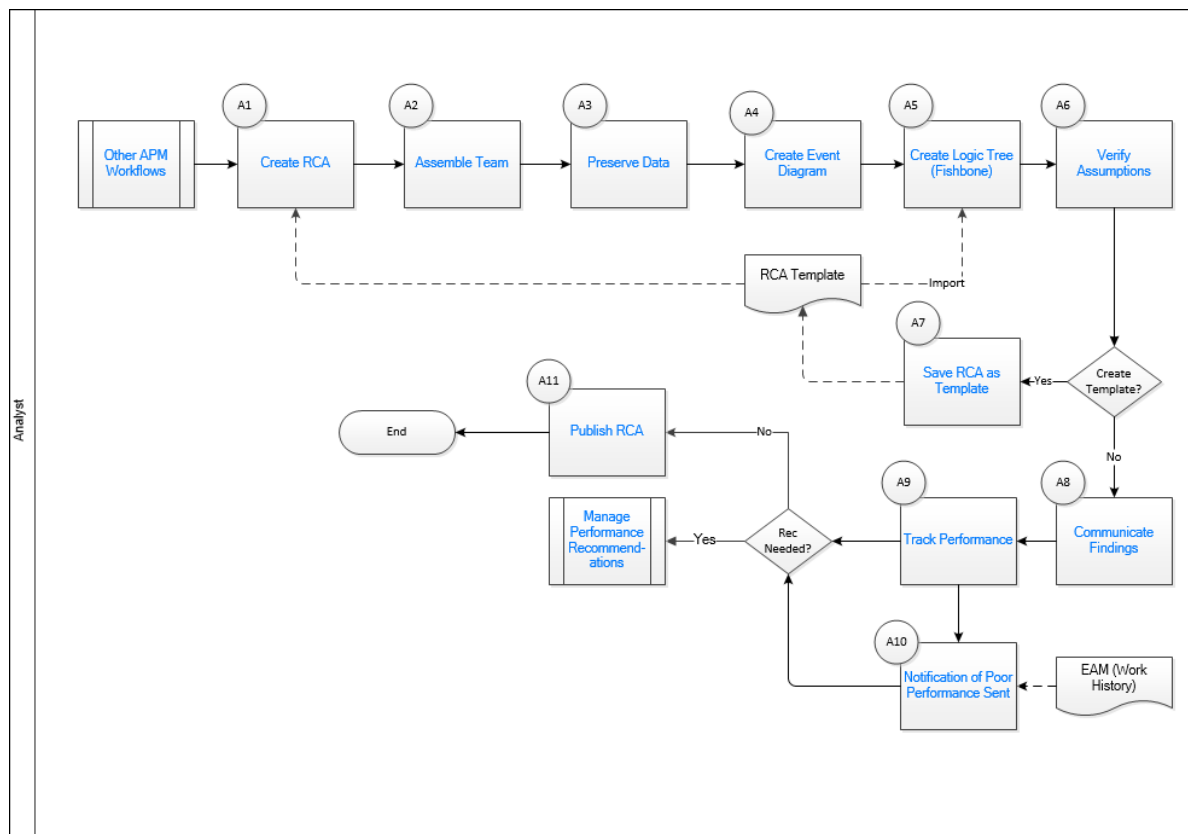 A1
A2
A3
A4
A5
A6
Other APM
Workflows
Create RCA
Assemble Team
Preserve Data
Create Event
Diagram
Create Logic Tree
(Fishbone)
Verify
Assumptions
RCA Template
Import
A7
Save RCA as
Template
Yes
Create
Template?
A11
Publish RCA
End
No
No
Analyst
A9
A8
Manage
Performance
Recommend-
ations
Yes
Rec
Needed?
Track Performance
Communicate
Findings
A10
Notification of Poor
Performance Sent
EAM (Work
History)